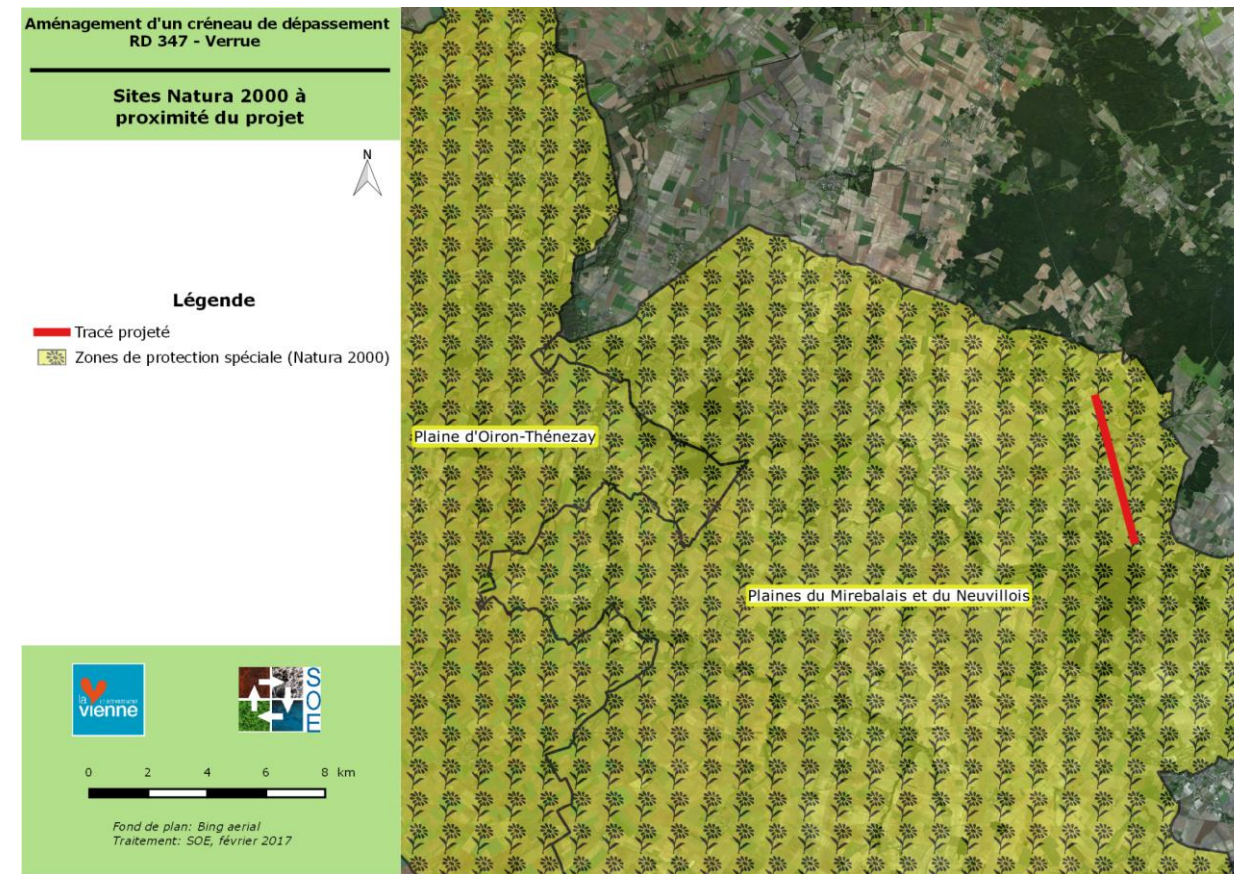 Aménagement d'un créneau de dépassement
RD 347 - Verrue
Sites Natura 2000 à
proximité du projet
N
Légende
Tracé projeté
Zones de protection spéciale (Natura 2000)
Plaine d'Oiron-Thénezay
Plaines du Mirebalais et du Neuvillois
la
vienne
SOE
0 2 4 6 8 km
Fond de plan: Bing aerial
Traitement: SOE, février 2017